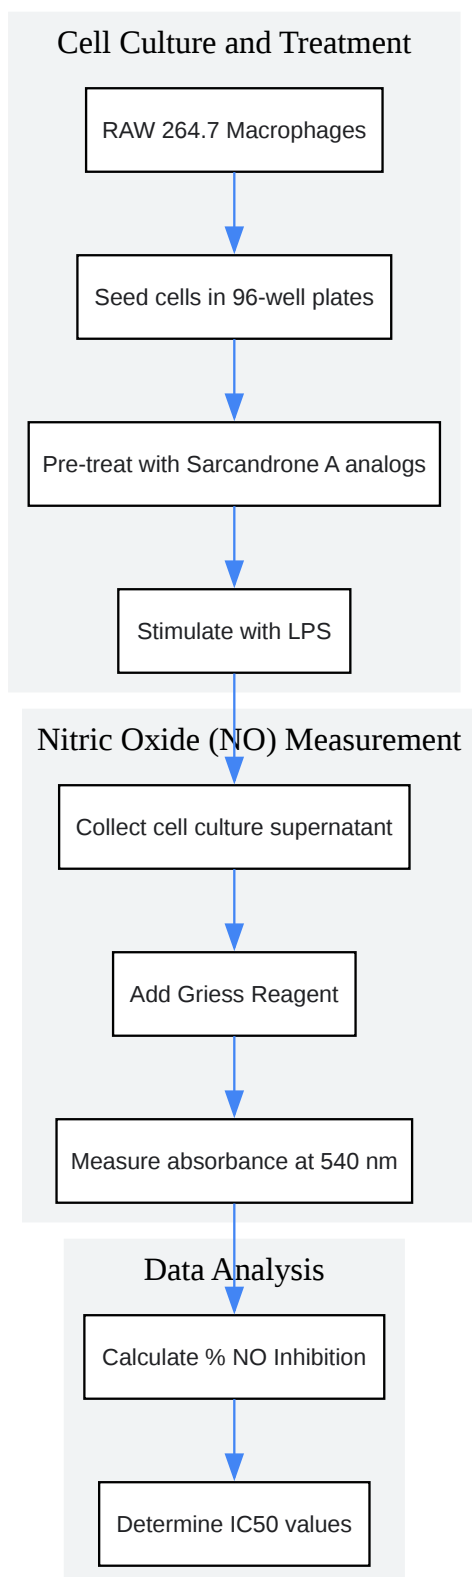 Cell Culture and Treatment
RAW 264.7 Macrophages
Seed cells in 96-well plates
Pre-treat with Sarcandrone A analogs
Stimulate with LPS
Nitric Oxide (NO) Measurement
Collect cell culture supernatant
Add Griess Reagent
Measure absorbance at 540 nm
Data Analysis
Calculate % NO Inhibition
Determine IC50 values